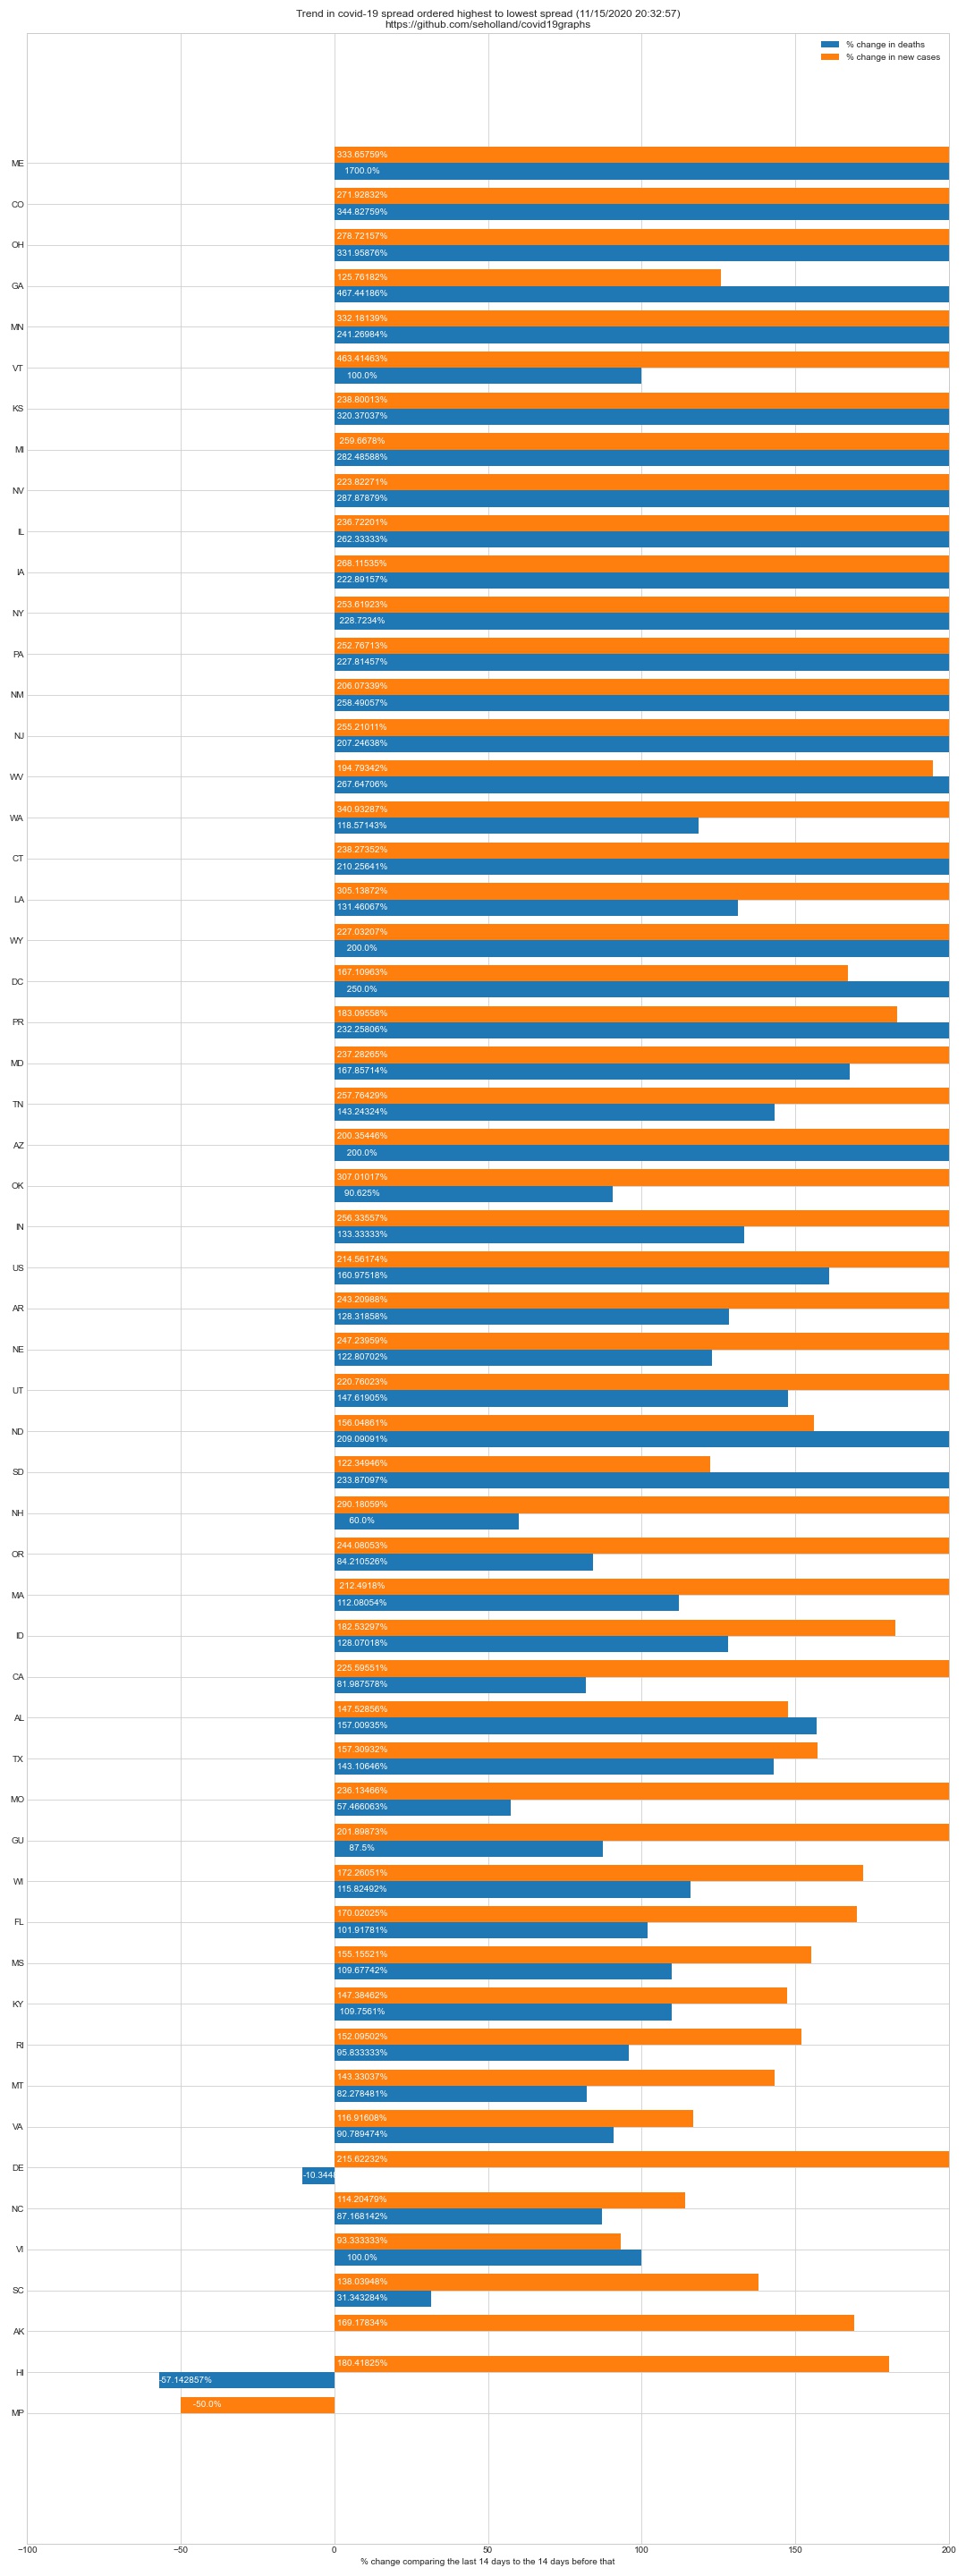 Trend in covid-19 spread ordered highest to lowest spread (11/15/2020 20:32:57)
https://github.com/seholland/covid19graphs
% change in deaths
% change in new cases
333.65759%
ME
1700.0%
271.92832%
CO
344.82759%
278.72157%
OH
331.95876%
125.76182%
GA
467.44186%
332.18139%
MN
241.26984%
463.41463%
VT
100.0%
238.80013%
KS
320.37037%
259.6678%
MI
282.48588%
223.82271%
NV
287.87879%
236.72201%
IL
262.33333%
268.11535%
IA
222.89157%
253.61923%
NY
228.7234%
252.76713%
PA
227.81457%
206.07339%
NM
258.49057%
255.21011%
NJ
207.24638%
194.79342%
WV
267.64706%
340.93287%
WA
118.57143%
238.27352%
CT
210.25641%
305.13872%
LA
131.46067%
227.03207%
WY
200.0%
167.10963%
DC
250.0%
183.09558%
PR
232.25806%
237.28265%
MD
167.85714%
257.76429%
TN
143.24324%
200.35446%
AZ
200.0%
307.01017%
OK
90.625%
256.33557%
IN
133.33333%
214.56174%
US
160.97518%
243.20988%
AR
128.31858%
247.23959%
NE
122.80702%
220.76023%
UT
147.61905%
156.04861%
ND
209.09091%
122.34946%
SD
233.87097%
290.18059%
NH
60.0%
244.08053%
OR
84.210526%
212.4918%
MA
112.08054%
182.53297%
ID
128.07018%
225.59551%
CA
81.987578%
147.52856%
AL
157.00935%
157.30932%
TX
143.10646%
236.13466%
MO
57.466063%
201.89873%
GU
87.5%
172.26051%
WI
115.82492%
170.02025%
FL
101.91781%
155.15521%
MS
109.67742%
147.38462%
KY
109.7561%
152.09502%
RI
95.833333%
143.33037%
MT
82.278481%
116.91608%
VA
90.789474%
215.62232%
DE
-10.344
114.20479%
NC
87.168142%
93.333333%
VI
100.0%
138.03948%
SC
31.343284%
169.17834%
AK
180.41825%
HI
-57.142857%
-50.0%
MP
−100 −50 0 50 100 150 200
% change comparing the last 14 days to the 14 days before that